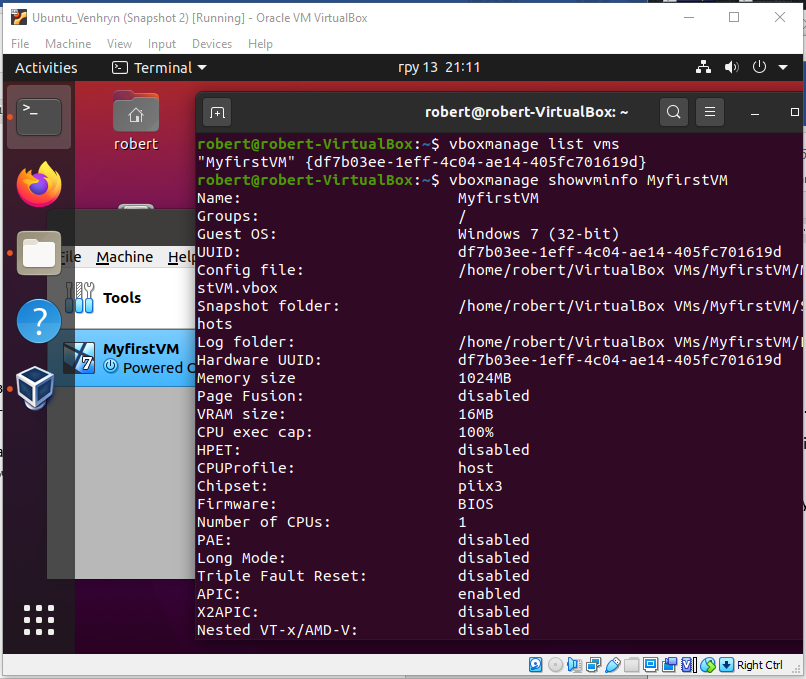 Ubuntu_Venhryn (Snapshot 2) [Running] - Oracle VM VirtualBox
File Machine View Input Devices Help
Activities Terminal гру 13 21:11
robert
robert@robert-VirtualBox: ~
robert@robert-VirtualBox:~$ vboxmanage list vms
"MyfirstVM" {df7b03ee-1eff-4c04-ae14-405fc701619d}
robert@robert-VirtualBox:~$ vboxmanage showvminfo MyfirstVM
Name: MyfirstVM
Groups: /
Guest OS: Windows 7 (32-bit)
UUID: df7b03ee-1eff-4c04-ae14-405fc701619d
Config file: /home/robert/VirtualBox VMs/MyfirstVM/M
stVM.vbox
Snapshot folder: /home/robert/VirtualBox VMs/MyfirstVM/S
hots
Log folder: /home/robert/VirtualBox VMs/MyfirstVM/L
Hardware UUID: df7b03ee-1eff-4c04-ae14-405fc701619d
Memory size 1024MB
Page Fusion: disabled
VRAM size: 16MB
CPU exec cap: 100%
HPET: disabled
CPUProfile: host
Chipset: piix3
Firmware: BIOS
Number of CPUs: 1
PAE: disabled
Long Mode: disabled
Triple Fault Reset: disabled
APIC: enabled
X2APIC: disabled
Nested VT-x/AMD-V: disabled
File Machine Help
Tools
MyfirstVM
7
Powered O
Right Ctrl